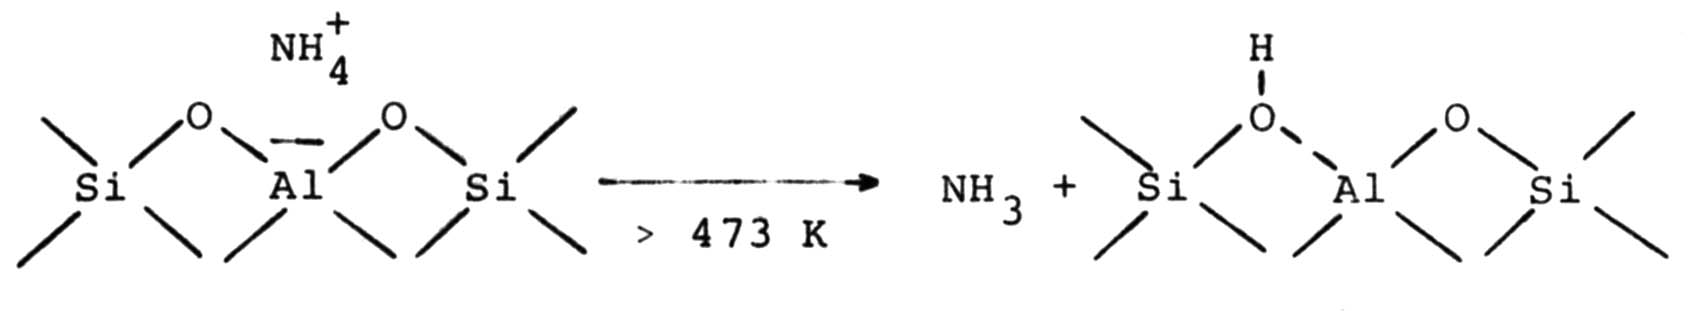 NH₄⁺ H
O O O O
Si Al⁻ Si NH₃ + Si Al Si
> 473 K